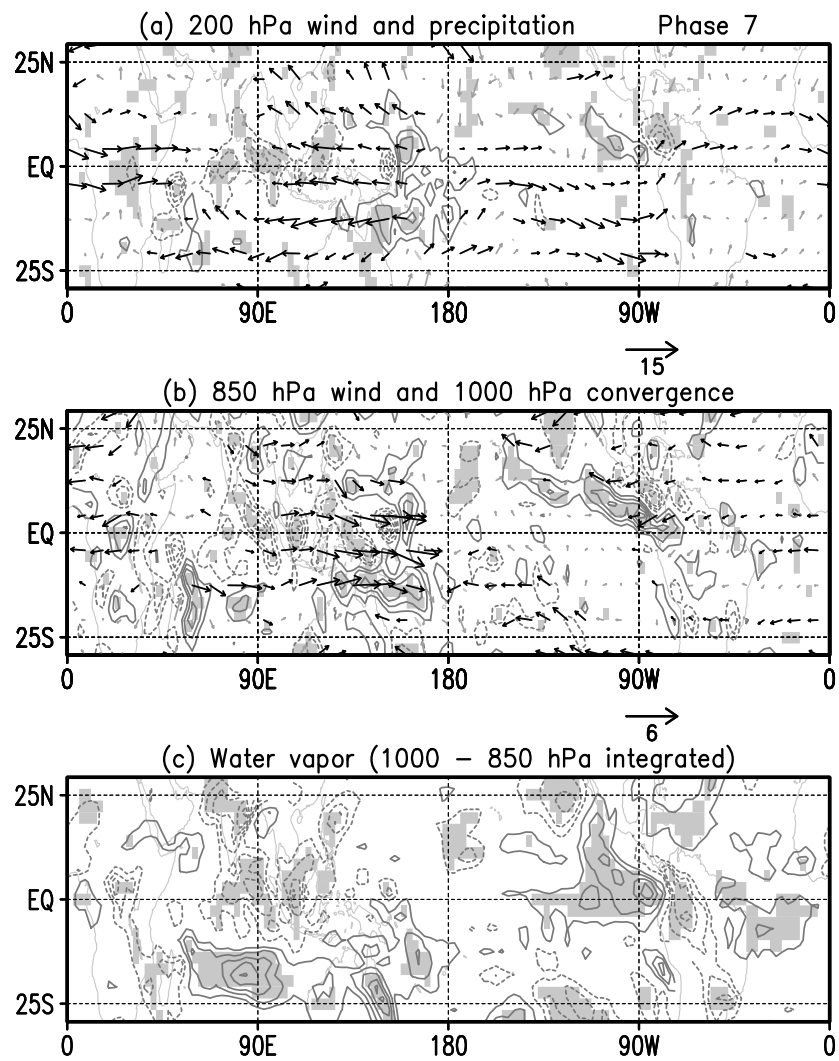 (a) 200 hPa wind and precipitation Phase 7
25N
EQ
25S
0 90E 180 90W 0
15
(b) 850 hPa wind and 1000 hPa convergence
25N
EQ
25S
0 90E 180 90W 0
6
(c) Water vapor (1000 – 850 hPa integrated)
25N
EQ
25S
0 90E 180 90W 0